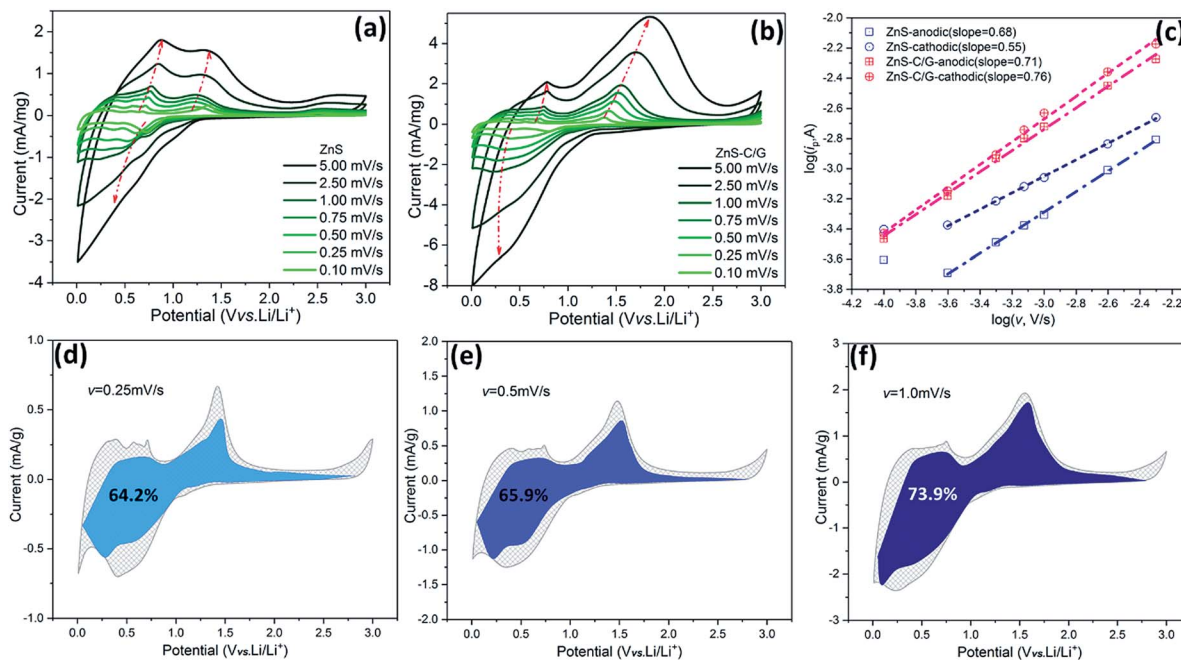 (a)
2
1
0
-1
-2
-3
-4
Current (mA/mg)
ZnS
5.00 mV/s
2.50 mV/s
1.00 mV/s
0.75 mV/s
0.50 mV/s
0.25 mV/s
0.10 mV/s
0.0 0.5 1.0 1.5 2.0 2.5 3.0
Potential (Vvs.Li/Li+)
(b)
4
2
0
-2
-4
-6
-8
Current (mA/mg)
ZnS-C/G
5.00 mV/s
2.50 mV/s
1.00 mV/s
0.75 mV/s
0.50 mV/s
0.25 mV/s
0.10 mV/s
0.0 0.5 1.0 1.5 2.0 2.5 3.0
Potential (Vvs.Li/Li+)
(c)
ZnS-anodic(slope=0.68)
ZnS-cathodic(slope=0.55)
ZnS-C/G-anodic(slope=0.71)
ZnS-C/G-cathodic(slope=0.76)
-2.0
-2.2
-2.4
-2.6
-2.8
-3.0
-3.2
-3.4
-3.6
-3.8
log(ip,A)
-4.2 -4.0 -3.8 -3.6 -3.4 -3.2 -3.0 -2.8 -2.6 -2.4 -2.2
log(v, V/s)
(d)
v=0.25mV/s
64.2%
1.0
0.5
0.0
-0.5
-1.0
Current (mA/g)
0.0 0.5 1.0 1.5 2.0 2.5 3.0
Potential (Vvs.Li/Li+)
(e)
v=0.5mV/s
65.9%
2.0
1.5
1.0
0.5
0.0
-0.5
-1.0
-1.5
-2.0
Current (mA/g)
0.0 0.5 1.0 1.5 2.0 2.5 3.0
Potential (Vvs.Li/Li+)
(f)
v=1.0mV/s
73.9%
3
2
1
0
-1
-2
-3
Current (mA/g)
0.0 0.5 1.0 1.5 2.0 2.5 3.0
Potential (Vvs.Li/Li+)